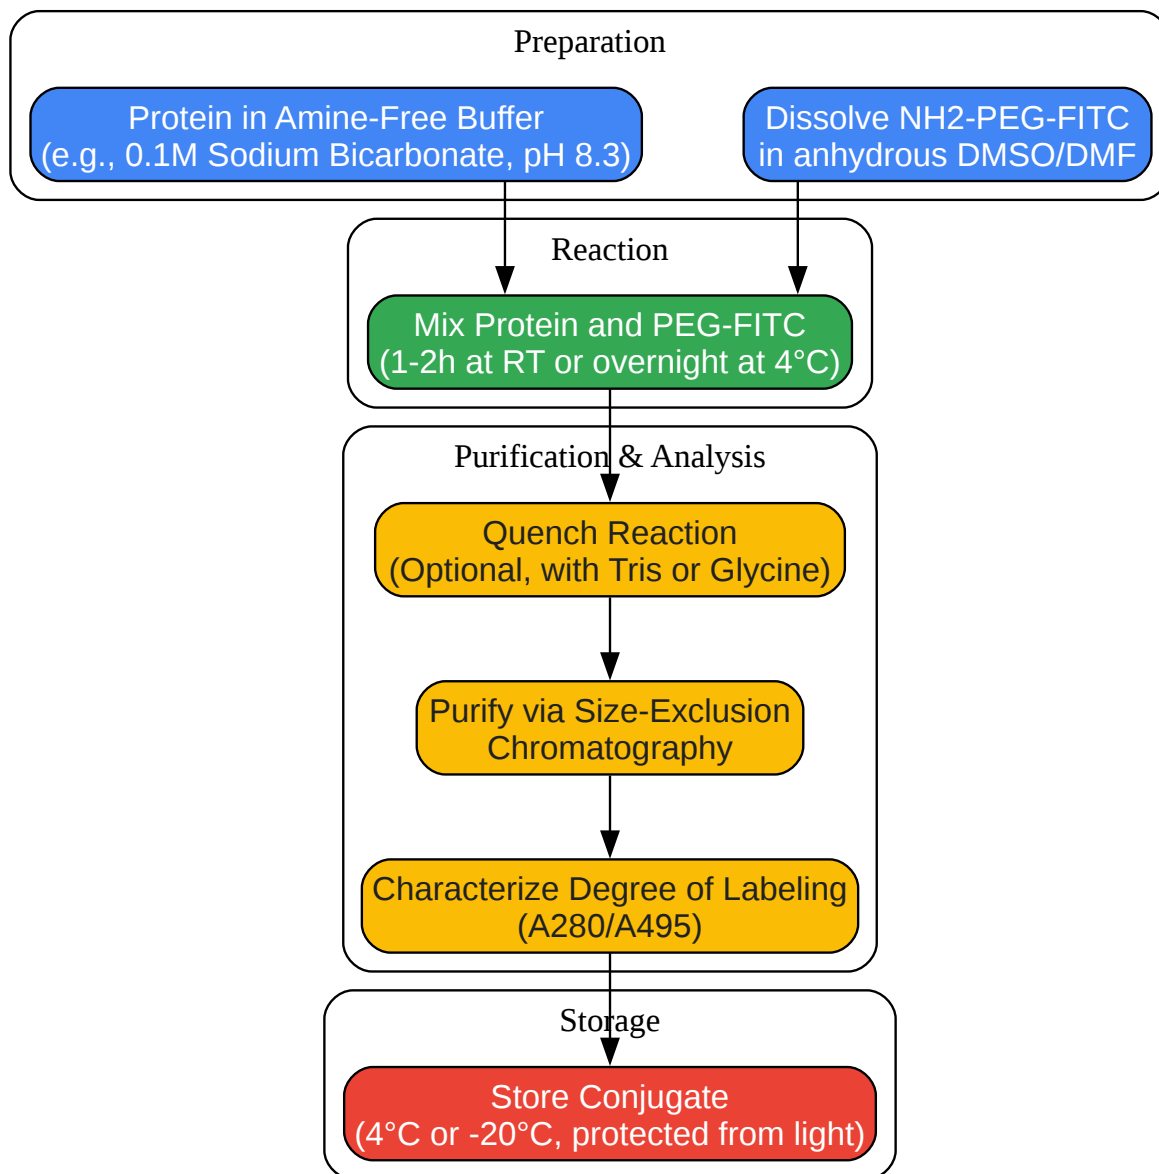 Preparation
Protein in Amine-Free Buffer
(e.g., 0.1M Sodium Bicarbonate, pH 8.3)
Dissolve NH2-PEG-FITC
in anhydrous DMSO/DMF
Reaction
Mix Protein and PEG-FITC
(1-2h at RT or overnight at 4°C)
Purification & Analysis
Quench Reaction
(Optional, with Tris or Glycine)
Purify via Size-Exclusion
Chromatography
Characterize Degree of Labeling
(A280/A495)
Storage
Store Conjugate
(4°C or -20°C, protected from light)